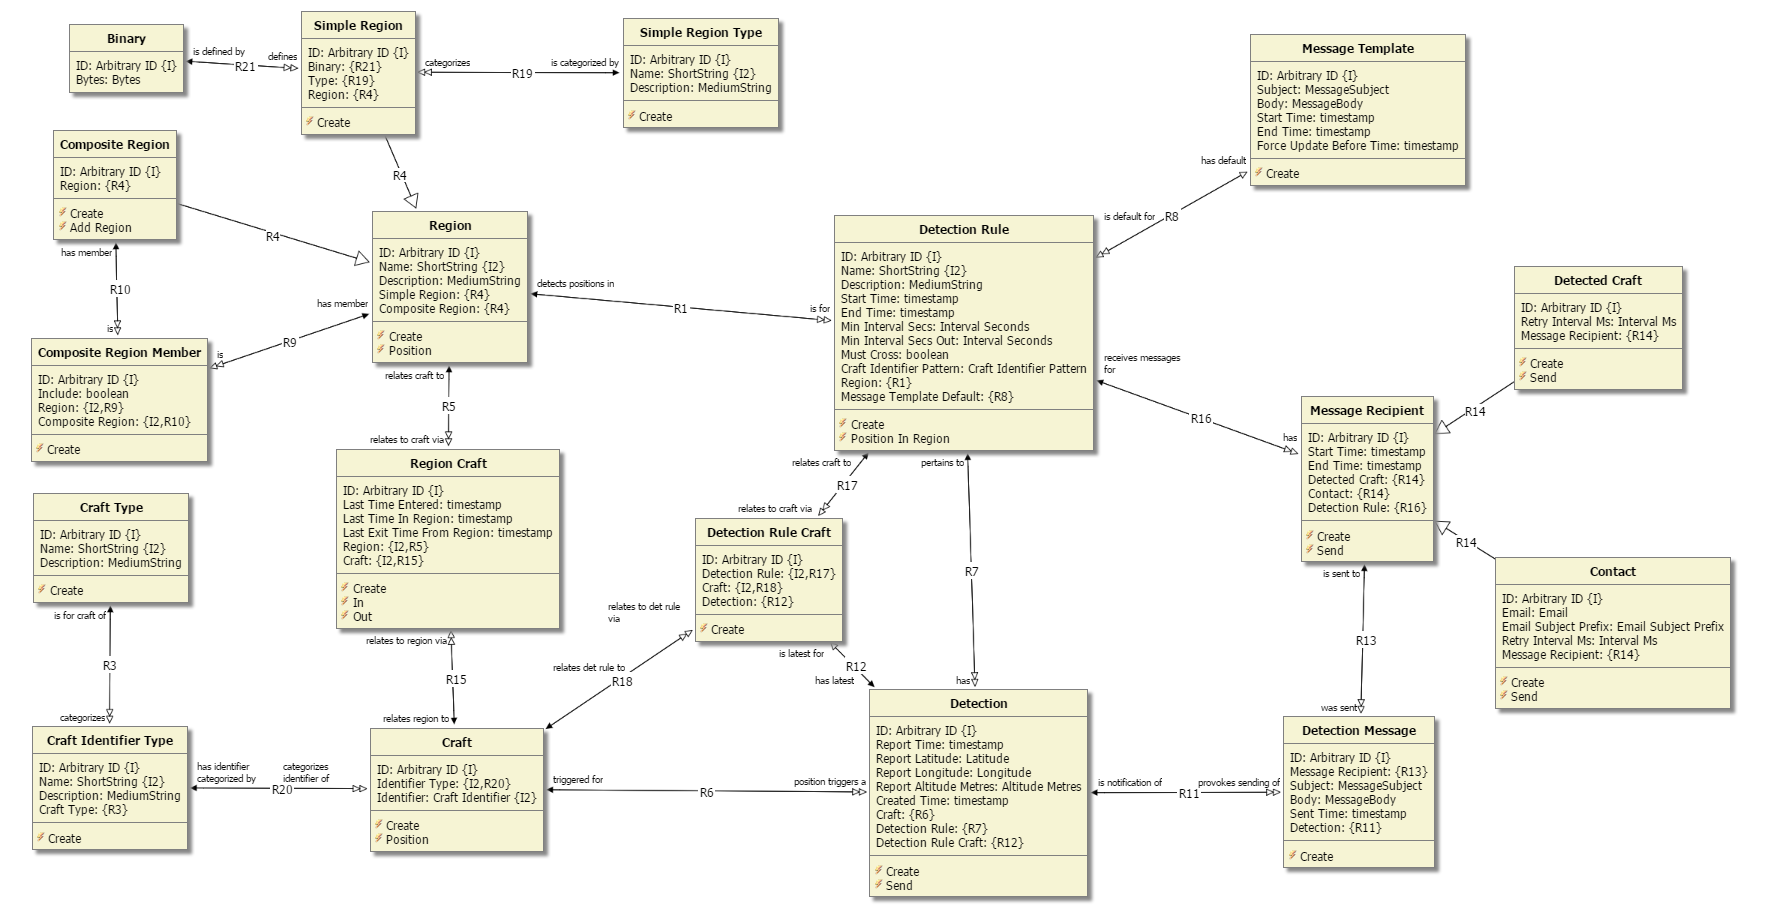 Binary
ID: Arbitrary ID {I}
Bytes: Bytes
is defined by
defines
R21
Simple Region
ID: Arbitrary ID {I}
Binary: {R21}
Type: {R19}
Region: {R4}
Create
categorizes
is categorized by
R19
Simple Region Type
ID: Arbitrary ID {I}
Name: ShortString {I2}
Description: MediumString
Create
Message Template
ID: Arbitrary ID {I}
Subject: MessageSubject
Body: MessageBody
Start Time: timestamp
End Time: timestamp
Force Update Before Time: timestamp
Create
has default
is default for
R8
Composite Region
ID: Arbitrary ID {I}
Region: {R4}
Create
Add Region
R4
R4
has member
R10
is
Region
ID: Arbitrary ID {I}
Name: ShortString {I2}
Description: MediumString
Simple Region: {R4}
Composite Region: {R4}
Create
Position
has member
R9
is
detects positions in
R1
is for
Detection Rule
ID: Arbitrary ID {I}
Name: ShortString {I2}
Description: MediumString
Start Time: timestamp
End Time: timestamp
Min Interval Secs: Interval Seconds
Min Interval Secs Out: Interval Seconds
Must Cross: boolean
Craft Identifier Pattern: Craft Identifier Pattern
Region: {R1}
Message Template Default: {R8}
Create
Position In Region
Detected Craft
ID: Arbitrary ID {I}
Retry Interval Ms: Interval Ms
Message Recipient: {R14}
Create
Send
R14
Composite Region Member
ID: Arbitrary ID {I}
Include: boolean
Region: {I2,R9}
Composite Region: {I2,R10}
Create
relates craft to
R5
relates to craft via
receives messages
for
R16
has
Message Recipient
ID: Arbitrary ID {I}
Start Time: timestamp
End Time: timestamp
Detected Craft: {R14}
Contact: {R14}
Detection Rule: {R16}
Create
Send
R14
Region Craft
ID: Arbitrary ID {I}
Last Time Entered: timestamp
Last Time In Region: timestamp
Last Exit Time From Region: timestamp
Region: {I2,R5}
Craft: {I2,R15}
Create
In
Out
relates craft to
R17
relates to craft via
pertains to
R7
has
Craft Type
ID: Arbitrary ID {I}
Name: ShortString {I2}
Description: MediumString
Create
is for craft of
R3
categorizes
Detection Rule Craft
ID: Arbitrary ID {I}
Detection Rule: {I2,R17}
Craft: {I2,R18}
Detection: {R12}
Create
relates to det rule
via
relates det rule to
R18
is latest for
R12
has latest
is sent to
R13
was sent
Contact
ID: Arbitrary ID {I}
Email: Email
Email Subject Prefix: Email Subject Prefix
Retry Interval Ms: Interval Ms
Message Recipient: {R14}
Create
Send
relates to region via
R15
relates region to
Craft Identifier Type
ID: Arbitrary ID {I}
Name: ShortString {I2}
Description: MediumString
Craft Type: {R3}
Create
has identifier
categorized by
categorizes
identifier of
R20
Craft
ID: Arbitrary ID {I}
Identifier Type: {I2,R20}
Identifier: Craft Identifier {I2}
Create
Position
triggered for
R6
position triggers a
Detection
ID: Arbitrary ID {I}
Report Time: timestamp
Report Latitude: Latitude
Report Longitude: Longitude
Report Altitude Metres: Altitude Metres
Created Time: timestamp
Craft: {R6}
Detection Rule: {R7}
Detection Rule Craft: {R12}
Create
Send
is notification of
R11
provokes sending of
Detection Message
ID: Arbitrary ID {I}
Message Recipient: {R13}
Subject: MessageSubject
Body: MessageBody
Sent Time: timestamp
Detection: {R11}
Create